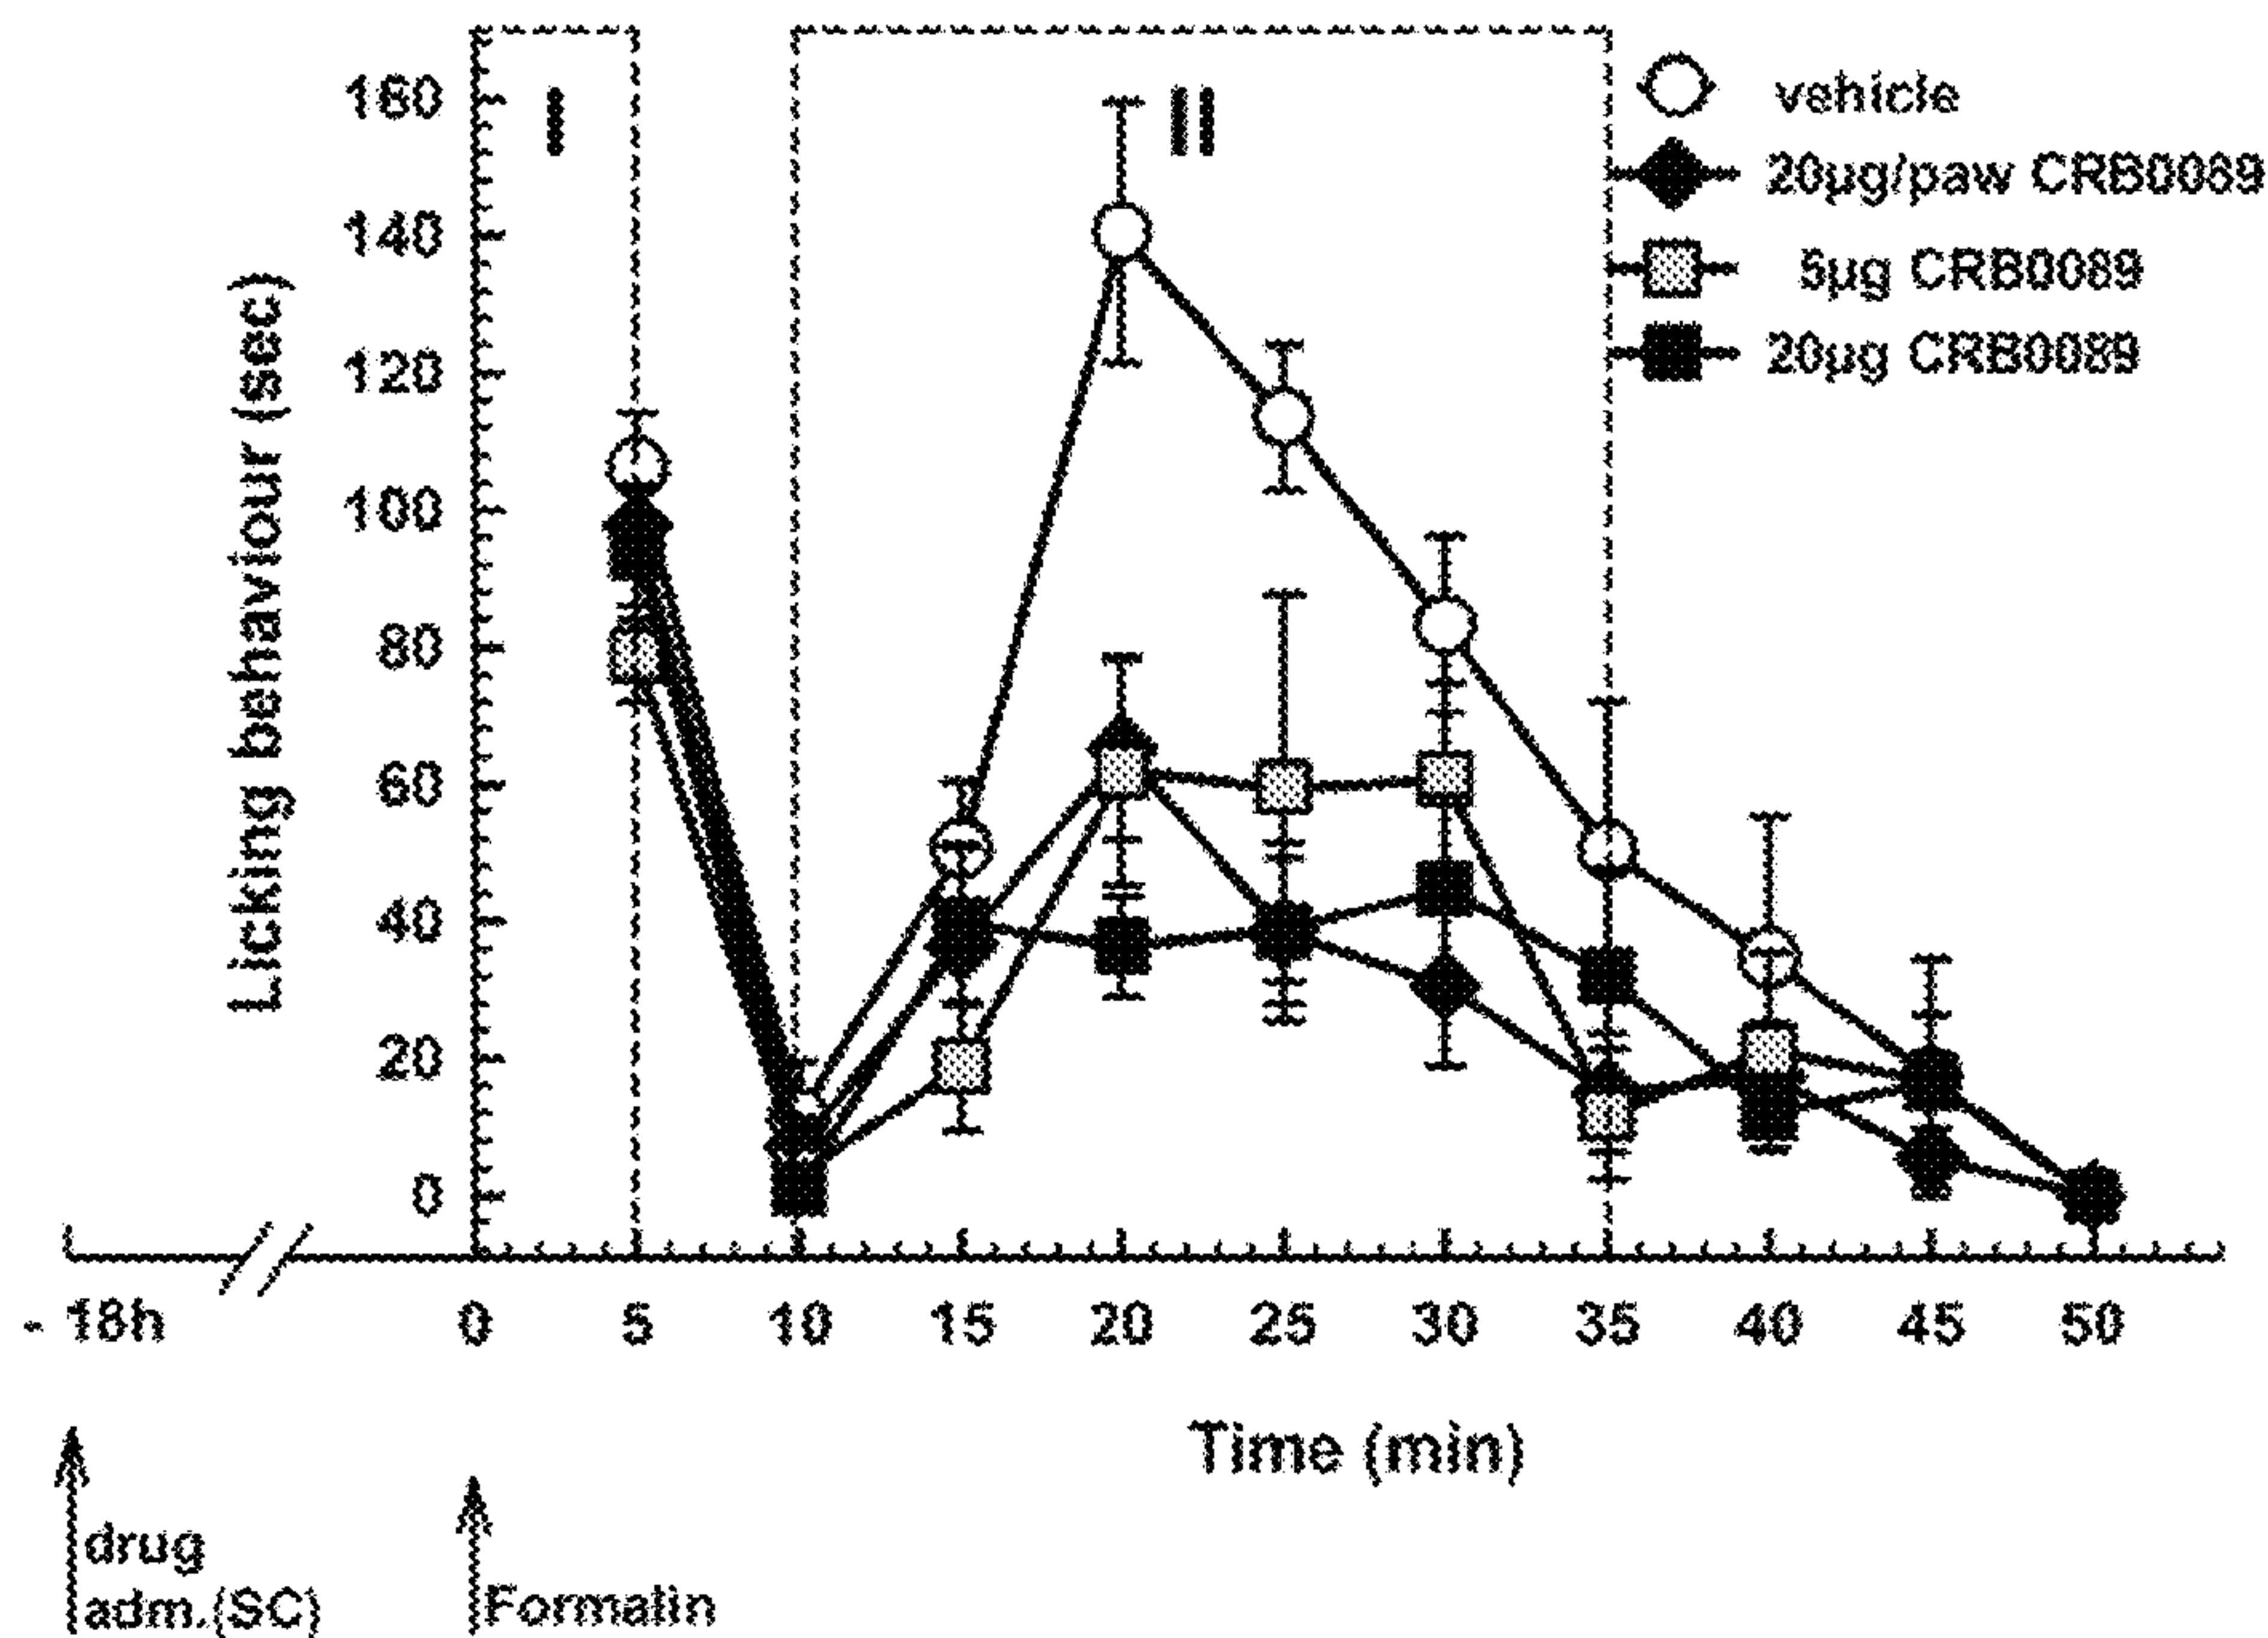 I
II
vehicle
20µg/paw CRB0089
5µg CRB0089
20µg CRB0089
Licking behaviour (sec)
160
140
120
100
80
60
40
20
0
- 18h 0 5 10 15 20 25 30 35 40 45 50
Time (min)
drug
adm.(SC)
Formalin